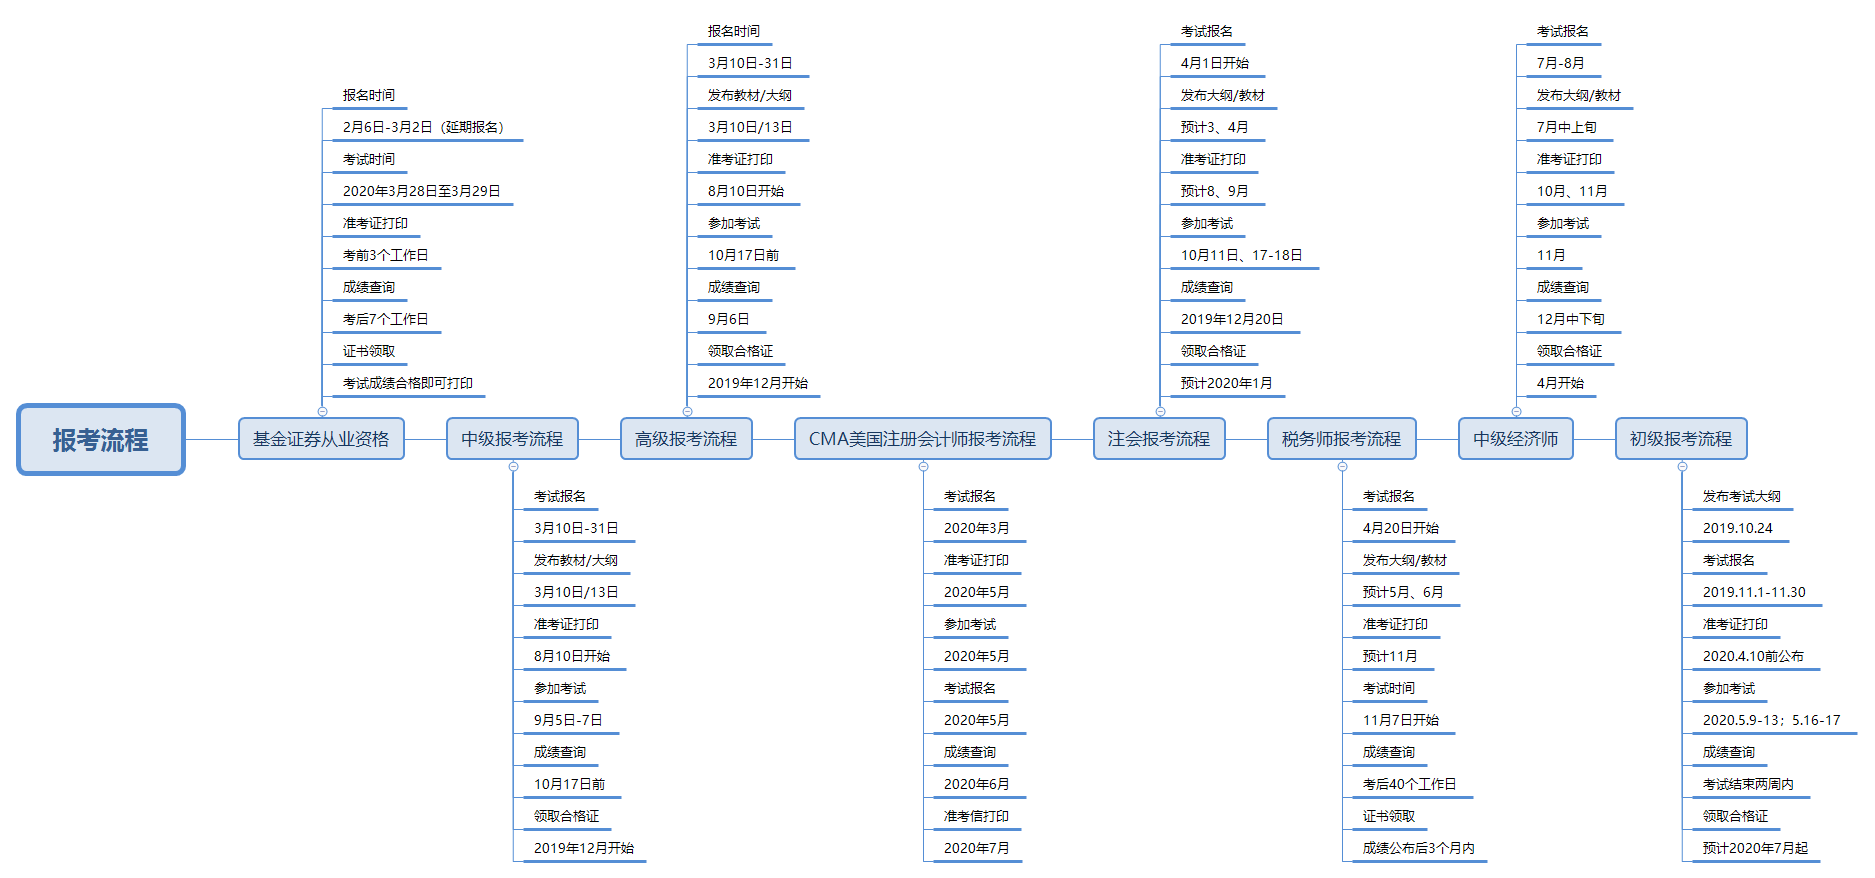 报考流程
基金证券从业资格
报名时间
2月6日-3月2日（延期报名）
考试时间
2020年3月28日至3月29日
准考证打印
考前3个工作日
成绩查询
考后7个工作日
证书领取
考试成绩合格即可打印
中级报考流程
考试报名
3月10日-31日
发布教材/大纲
3月10日/13日
准考证打印
8月10日开始
参加考试
9月5日-7日
成绩查询
10月17日前
领取合格证
2019年12月开始
高级报考流程
报名时间
3月10日-31日
发布教材/大纲
3月10日/13日
准考证打印
8月10日开始
参加考试
10月17日前
成绩查询
9月6日
领取合格证
2019年12月开始
CMA美国注册会计师报考流程
考试报名
2020年3月
准考证打印
2020年5月
参加考试
2020年5月
考试报名
2020年5月
成绩查询
2020年6月
准考信打印
2020年7月
注会报考流程
考试报名
4月1日开始
发布大纲/教材
预计3、4月
准考证打印
预计8、9月
参加考试
10月11日、17-18日
成绩查询
2019年12月20日
领取合格证
预计2020年1月
税务师报考流程
考试报名
4月20日开始
发布大纲/教材
预计5月、6月
准考证打印
预计11月
考试时间
11月7日开始
成绩查询
考后40个工作日
证书领取
成绩公布后3个月内
中级经济师
考试报名
7月-8月
发布大纲/教材
7月中上旬
准考证打印
10月、11月
参加考试
11月
成绩查询
12月中下旬
领取合格证
4月开始
初级报考流程
发布考试大纲
2019.10.24
考试报名
2019.11.1-11.30
准考证打印
2020.4.10前公布
参加考试
2020.5.9-13；5.16-17
成绩查询
考试结束两周内
领取合格证
预计2020年7月起